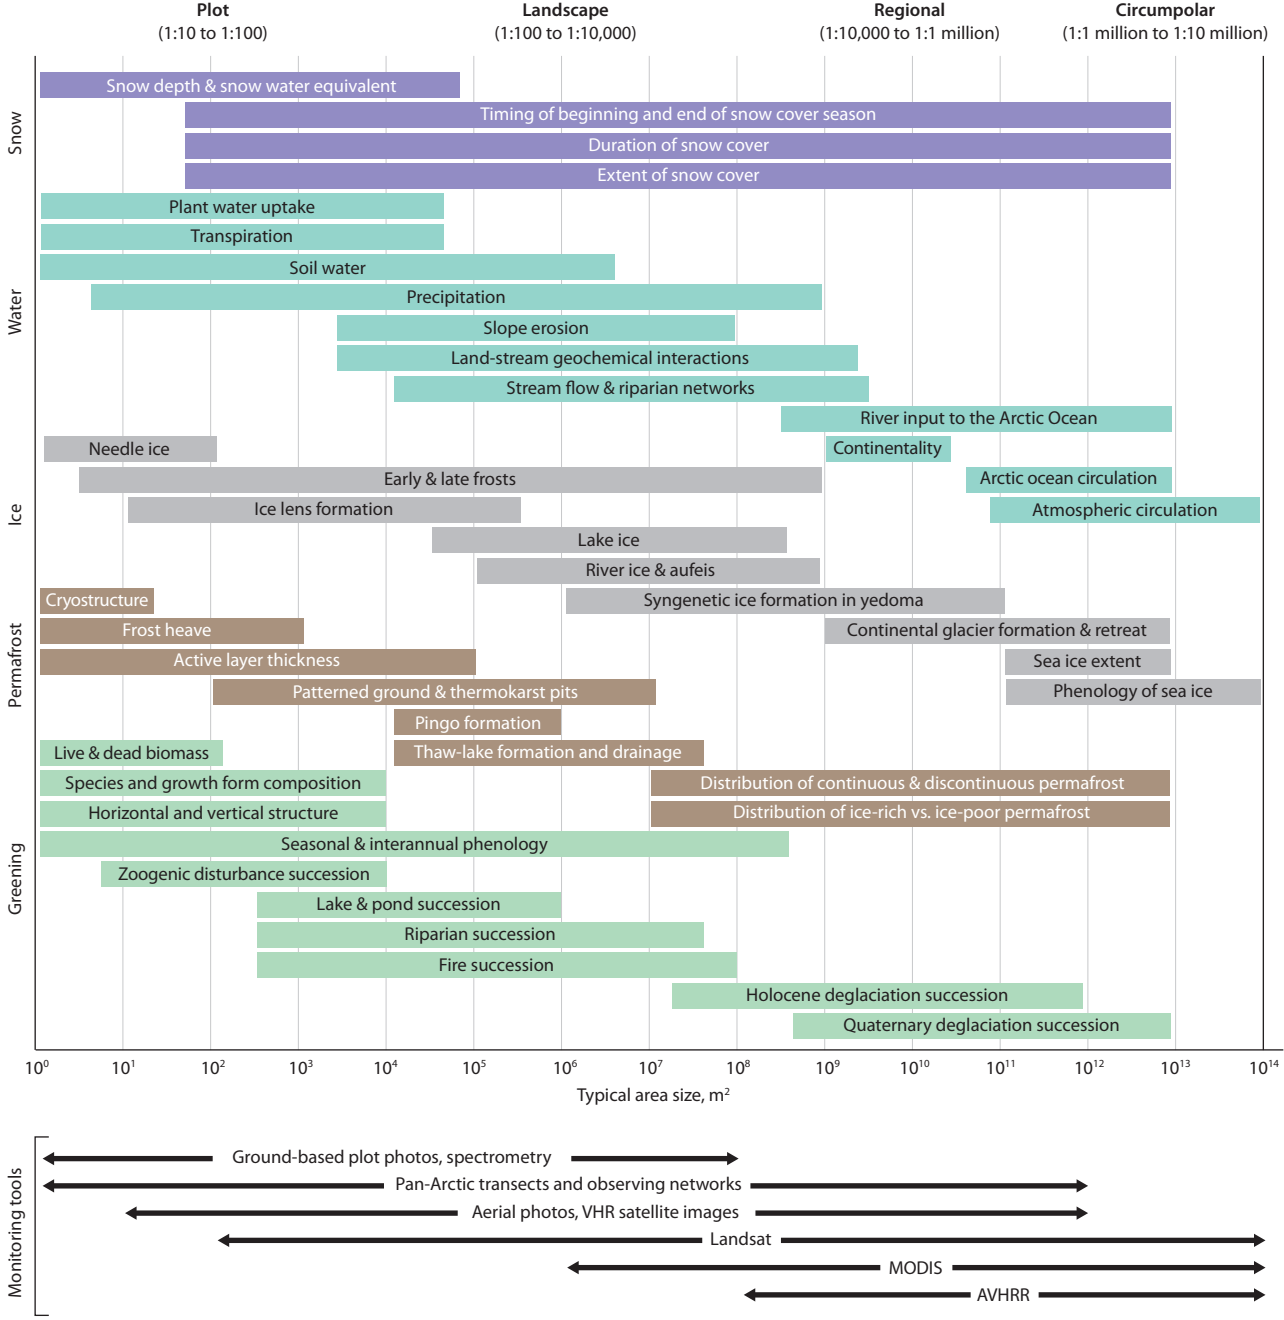 Plot
(1:10 to 1:100)
Landscape
(1:100 to 1:10,000)
Regional
(1:10,000 to 1:1 million)
Circumpolar
(1:1 million to 1:10 million)
Snow
Snow depth & snow water equivalent
Timing of beginning and end of snow cover season
Duration of snow cover
Extent of snow cover
Water
Plant water uptake
Transpiration
Soil water
Precipitation
Slope erosion
Land-stream geochemical interactions
Stream flow & riparian networks
River input to the Arctic Ocean
Needle ice
Continentality
Early & late frosts
Arctic ocean circulation
Ice
Ice lens formation
Atmospheric circulation
Lake ice
River ice & aufeis
Cryostructure
Syngenetic ice formation in yedoma
Permafrost
Frost heave
Continental glacier formation & retreat
Active layer thickness
Sea ice extent
Patterned ground & thermokarst pits
Phenology of sea ice
Pingo formation
Live & dead biomass
Thaw-lake formation and drainage
Species and growth form composition
Distribution of continuous & discontinuous permafrost
Horizontal and vertical structure
Distribution of ice-rich vs. ice-poor permafrost
Greening
Seasonal & interannual phenology
Zoogenic disturbance succession
Lake & pond succession
Riparian succession
Fire succession
Holocene deglaciation succession
Quaternary deglaciation succession
10⁰ 10¹ 10² 10³ 10⁴ 10⁵ 10⁶ 10⁷ 10⁸ 10⁹ 10¹⁰ 10¹¹ 10¹² 10¹³ 10¹⁴
Typical area size, m²
Monitoring tools
Ground-based plot photos, spectrometry
Pan-Arctic transects and observing networks
Aerial photos, VHR satellite images
Landsat
MODIS
AVHRR